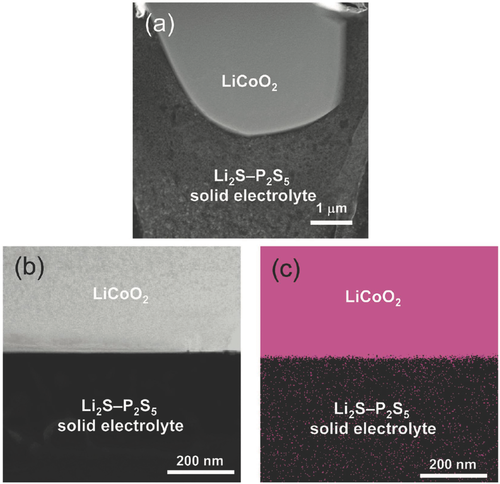 (a)
LiCoO₂
Li₂S–P₂S₅
solid electrolyte
1 μm
(b)
LiCoO₂
Li₂S–P₂S₅
solid electrolyte
200 nm
(c)
LiCoO₂
Li₂S–P₂S₅
solid electrolyte
200 nm